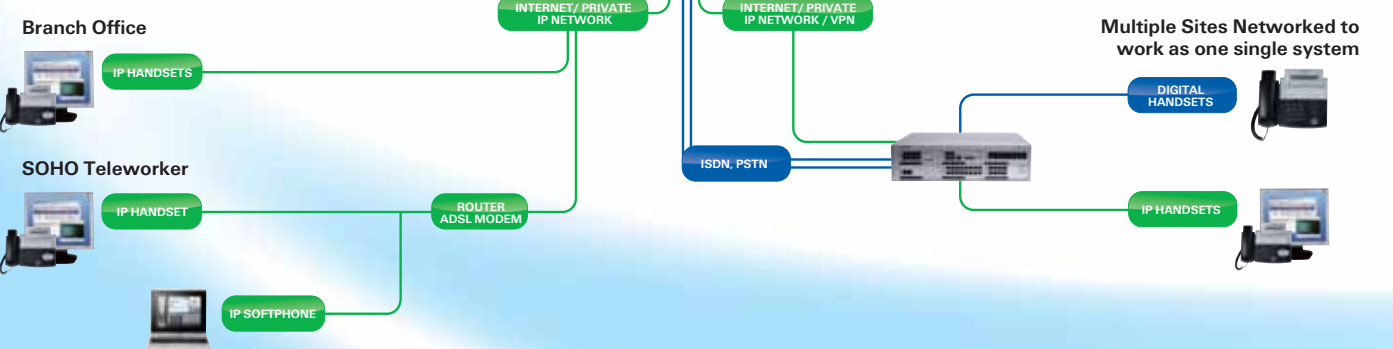 INTERNET/ PRIVATE
IP NETWORK
INTERNET/ PRIVATE
IP NETWORK / VPN
Branch Office
Multiple Sites Networked to
work as one single system
IP HANDSETS
DIGITAL
HANDSETS
ISDN, PSTN
SOHO Teleworker
IP HANDSET
ROUTER
ADSL MODEM
IP HANDSETS
IP SOFTPHONE